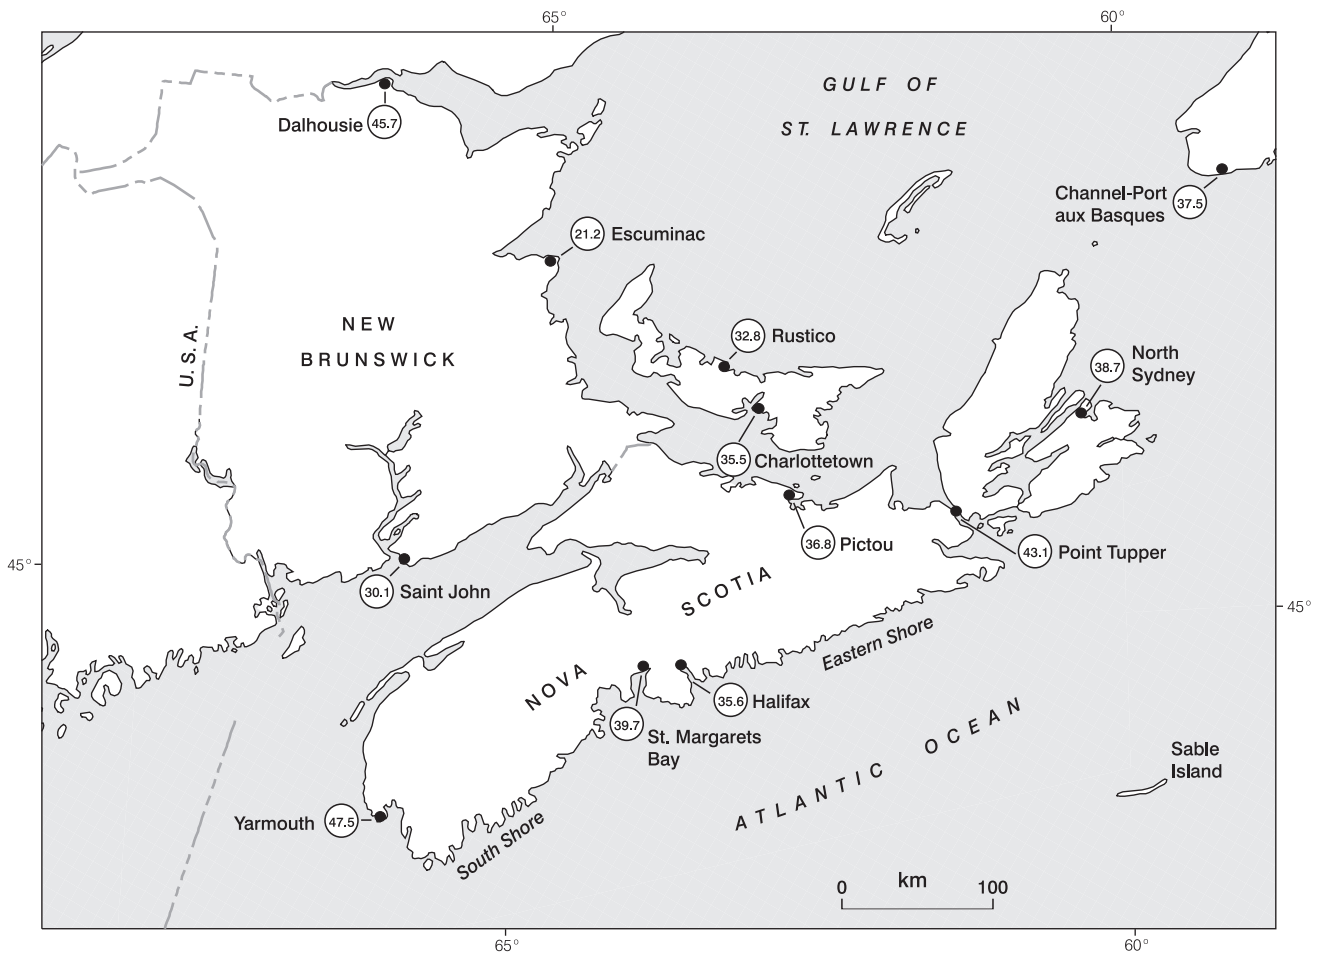 65°
60°
GULF OF
ST. LAWRENCE
Dalhousie
45.7
Channel-Port
aux Basques
37.5
21.2
Escuminac
NEW
BRUNSWICK
U. S. A.
32.8
Rustico
38.7
North
Sydney
35.5
Charlottetown
36.8
Pictou
43.1
Point Tupper
45°
30.1
Saint John
45°
NOVA SCOTIA
Eastern Shore
35.6
Halifax
39.7
St. Margarets
Bay
ATLANTIC OCEAN
Sable
Island
Yarmouth
47.5
South Shore
0
km
100
65°
60°